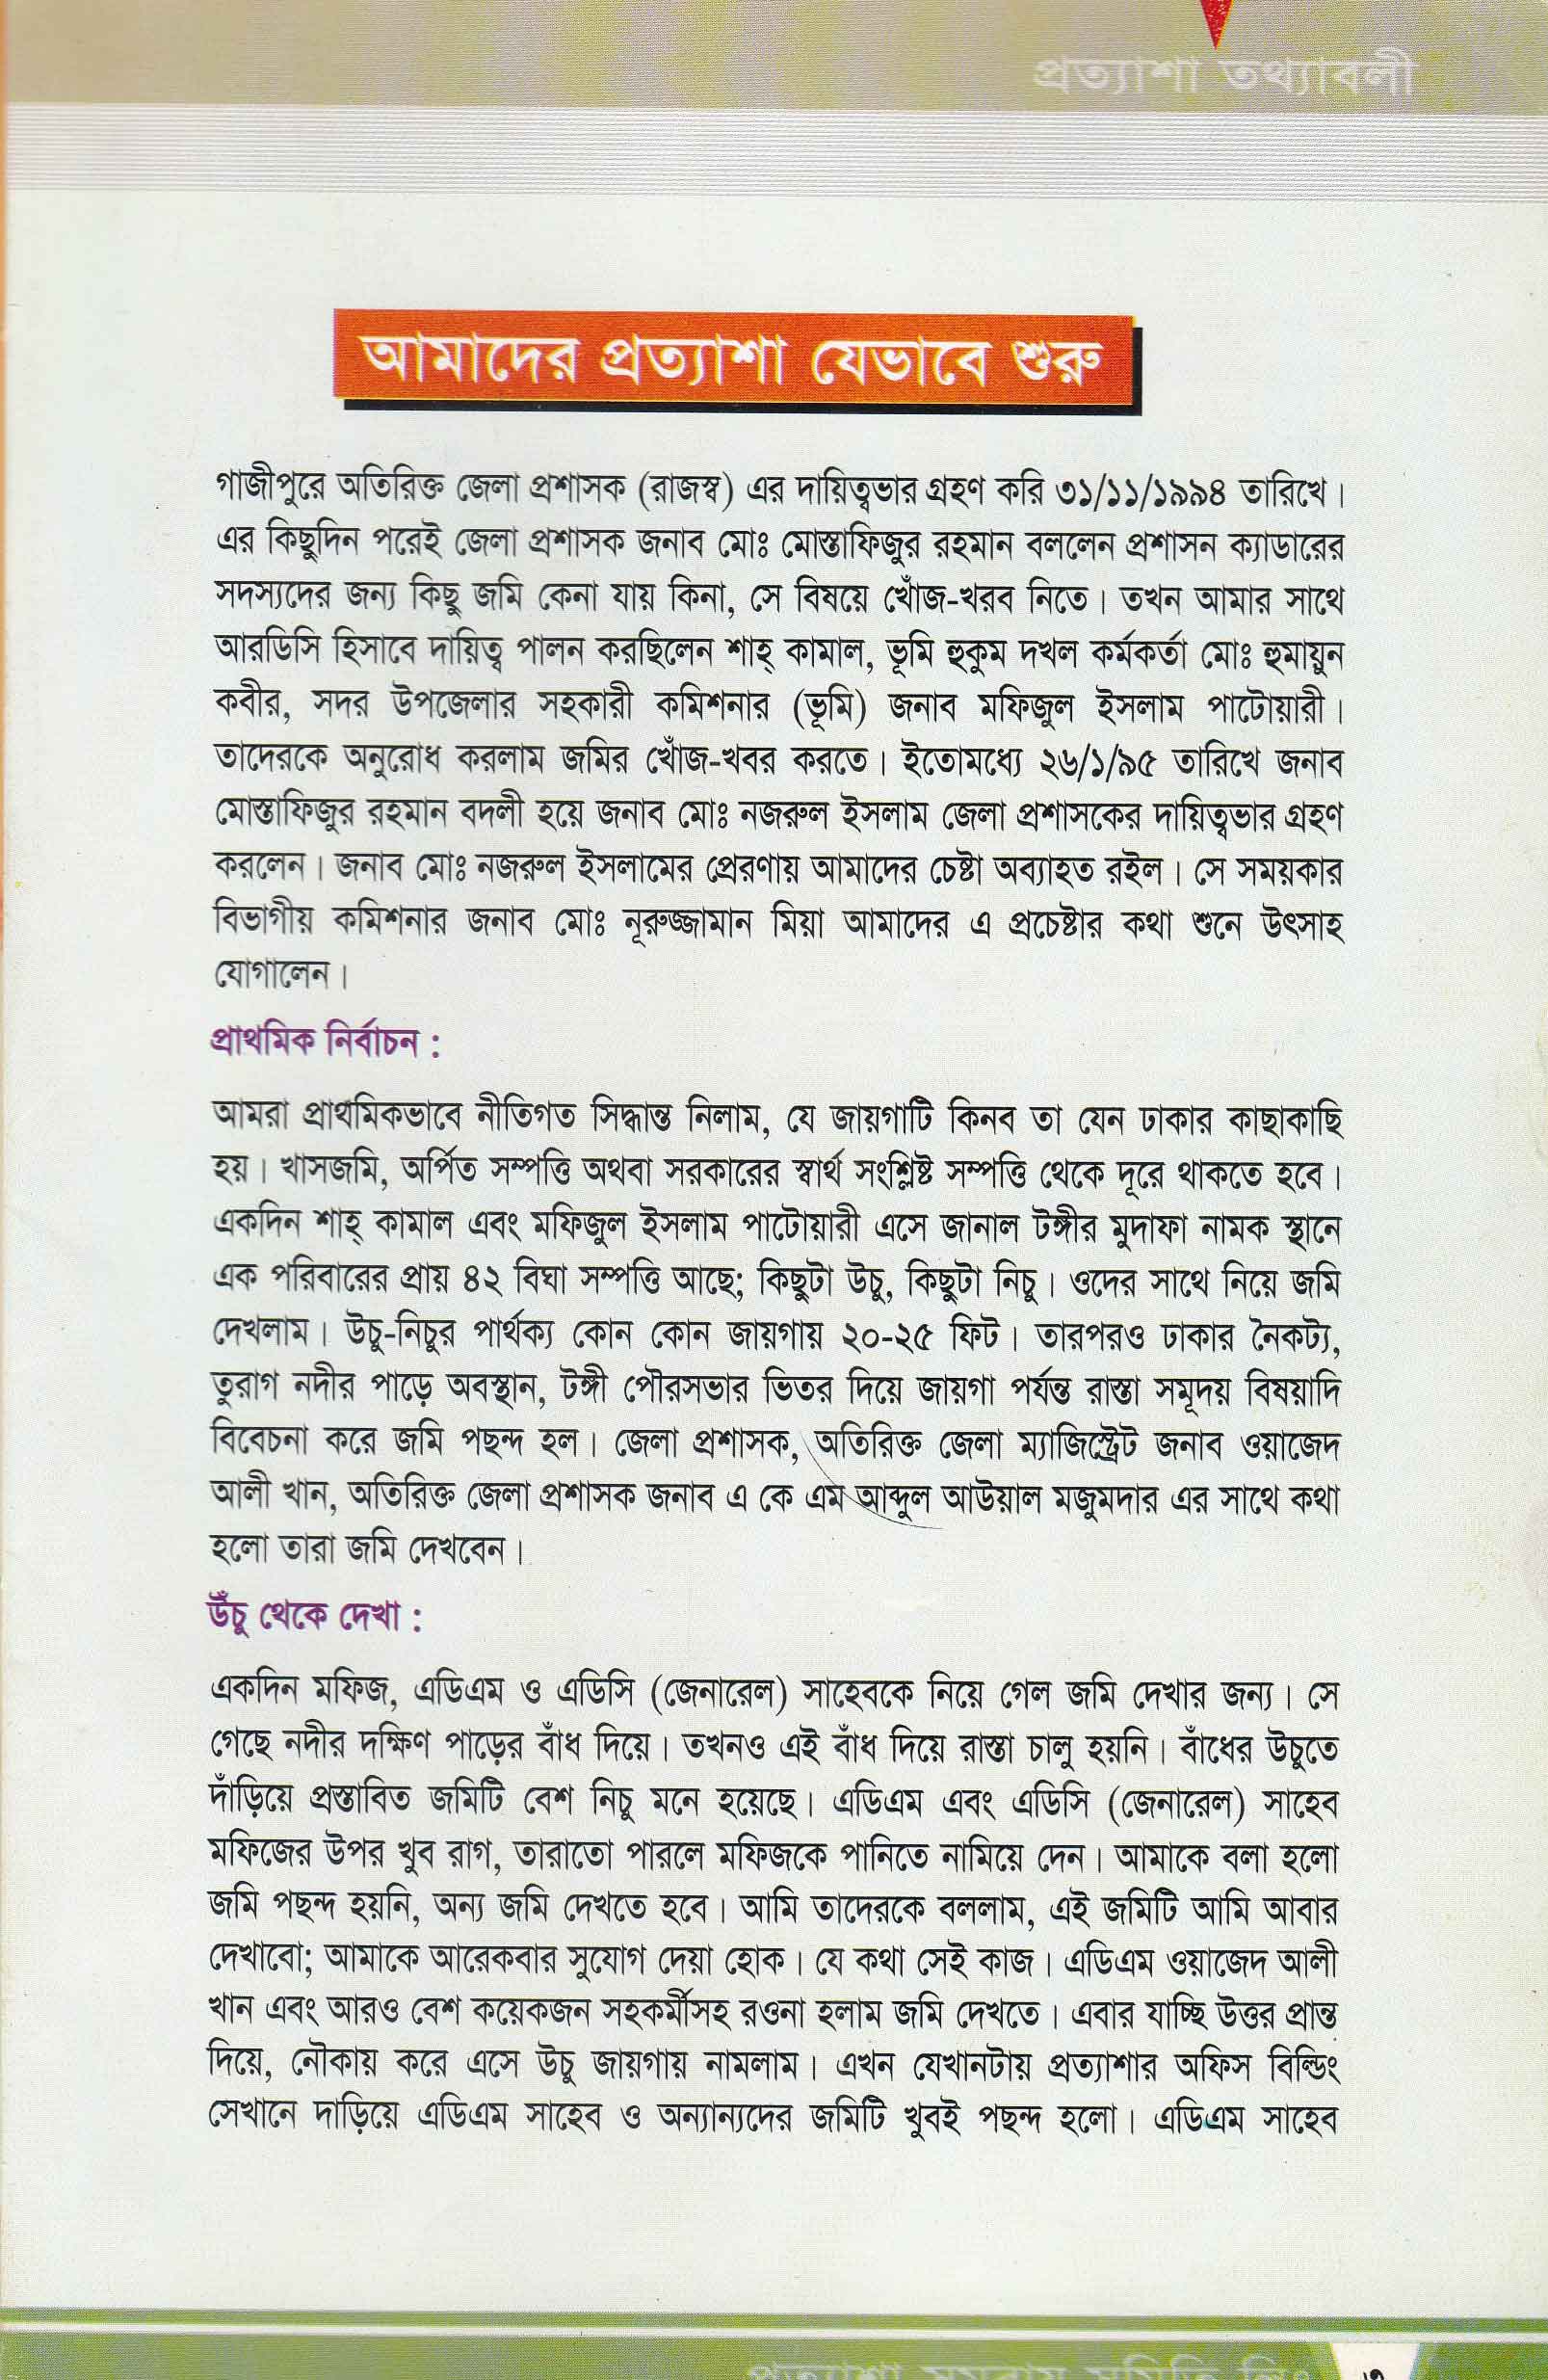 প্রত্যাশা তথ্যাবলী
আমাদের প্রত্যাশা যেভাবে শুরু
গাজীপুরে অতিরিক্ত জেলা প্রশাসক (রাজস্ব) এর দায়িত্বভার গ্রহণ করি ৩১/১১/১৯৯৪ তারিখে।
এর কিছুদিন পরেই জেলা প্রশাসক জনাব মোঃ মোস্তাফিজুর রহমান বললেন প্রশাসন ক্যাডারের
সদস্যদের জন্য কিছু জমি কেনা যায় কিনা, সে বিষয়ে খোঁজ-খরব নিতে। তখন আমার সাথে
আরডিসি হিসাবে দায়িত্ব পালন করছিলেন শাহ্ কামাল, ভূমি হুকুম দখল কর্মকর্তা মোঃ হুমায়ুন
কবীর, সদর উপজেলার সহকারী কমিশনার (ভূমি) জনাব মফিজুল ইসলাম পাটোয়ারী।
তাদেরকে অনুরোধ করলাম জমির খোঁজ-খবর করতে। ইতোমধ্যে ২৬/১/৯৫ তারিখে জনাব
মোস্তাফিজুর রহমান বদলী হয়ে জনাব মোঃ নজরুল ইসলাম জেলা প্রশাসকের দায়িত্বভার গ্রহণ
করলেন। জনাব মোঃ নজরুল ইসলামের প্রেরণায় আমাদের চেষ্টা অব্যাহত রইল। সে সময়কার
বিভাগীয় কমিশনার জনাব মোঃ নূরুজ্জামান মিয়া আমাদের এ প্রচেষ্টার কথা শুনে উৎসাহ
যোগালেন।
প্রাথমিক নির্বাচন :
আমরা প্রাথমিকভাবে নীতিগত সিদ্ধান্ত নিলাম, যে জায়গাটি কিনব তা যেন ঢাকার কাছাকাছি
হয়। খাসজমি, অর্পিত সম্পত্তি অথবা সরকারের স্বার্থ সংশ্লিষ্ট সম্পত্তি থেকে দূরে থাকতে হবে।
একদিন শাহ্ কামাল এবং মফিজুল ইসলাম পাটোয়ারী এসে জানাল টঙ্গীর মুদাফা নামক স্থানে
এক পরিবারের প্রায় ৪২ বিঘা সম্পত্তি আছে; কিছুটা উচু, কিছুটা নিচু। ওদের সাথে নিয়ে জমি
দেখলাম। উচু-নিচুর পার্থক্য কোন কোন জায়গায় ২০-২৫ ফিট। তারপরও ঢাকার নৈকট্য,
তুরাগ নদীর পাড়ে অবস্থান, টঙ্গী পৌরসভার ভিতর দিয়ে জায়গা পর্যন্ত রাস্তা সমূদয় বিষয়াদি
বিবেচনা করে জমি পছন্দ হল। জেলা প্রশাসক, অতিরিক্ত জেলা ম্যাজিস্ট্রেট জনাব ওয়াজেদ
আলী খান, অতিরিক্ত জেলা প্রশাসক জনাব এ কে এম আব্দুল আউয়াল মজুমদার এর সাথে কথা
হলো তারা জমি দেখবেন।
উঁচু থেকে দেখা :
একদিন মফিজ, এডিএম ও এডিসি (জেনারেল) সাহেবকে নিয়ে গেল জমি দেখার জন্য। সে
গেছে নদীর দক্ষিণ পাড়ের বাঁধ দিয়ে। তখনও এই বাঁধ দিয়ে রাস্তা চালু হয়নি। বাঁধের উচুতে
দাঁড়িয়ে প্রস্তাবিত জমিটি বেশ নিচু মনে হয়েছে। এডিএম এবং এডিসি (জেনারেল) সাহেব
মফিজের উপর খুব রাগ, তারাতো পারলে মফিজকে পানিতে নামিয়ে দেন। আমাকে বলা হলো
জমি পছন্দ হয়নি, অন্য জমি দেখতে হবে। আমি তাদেরকে বললাম, এই জমিটি আমি আবার
দেখাবো; আমাকে আরেকবার সুযোগ দেয়া হোক। যে কথা সেই কাজ। এডিএম ওয়াজেদ আলী
খান এবং আরও বেশ কয়েকজন সহকর্মীসহ রওনা হলাম জমি দেখতে। এবার যাচ্ছি উত্তর প্রান্ত
দিয়ে, নৌকায় করে এসে উচু জায়গায় নামলাম। এখন যেখানটায় প্রত্যাশার অফিস বিল্ডিং
সেখানে দাড়িয়ে এডিএম সাহেব ও অন্যান্যদের জমিটি খুবই পছন্দ হলো। এডিএম সাহেব